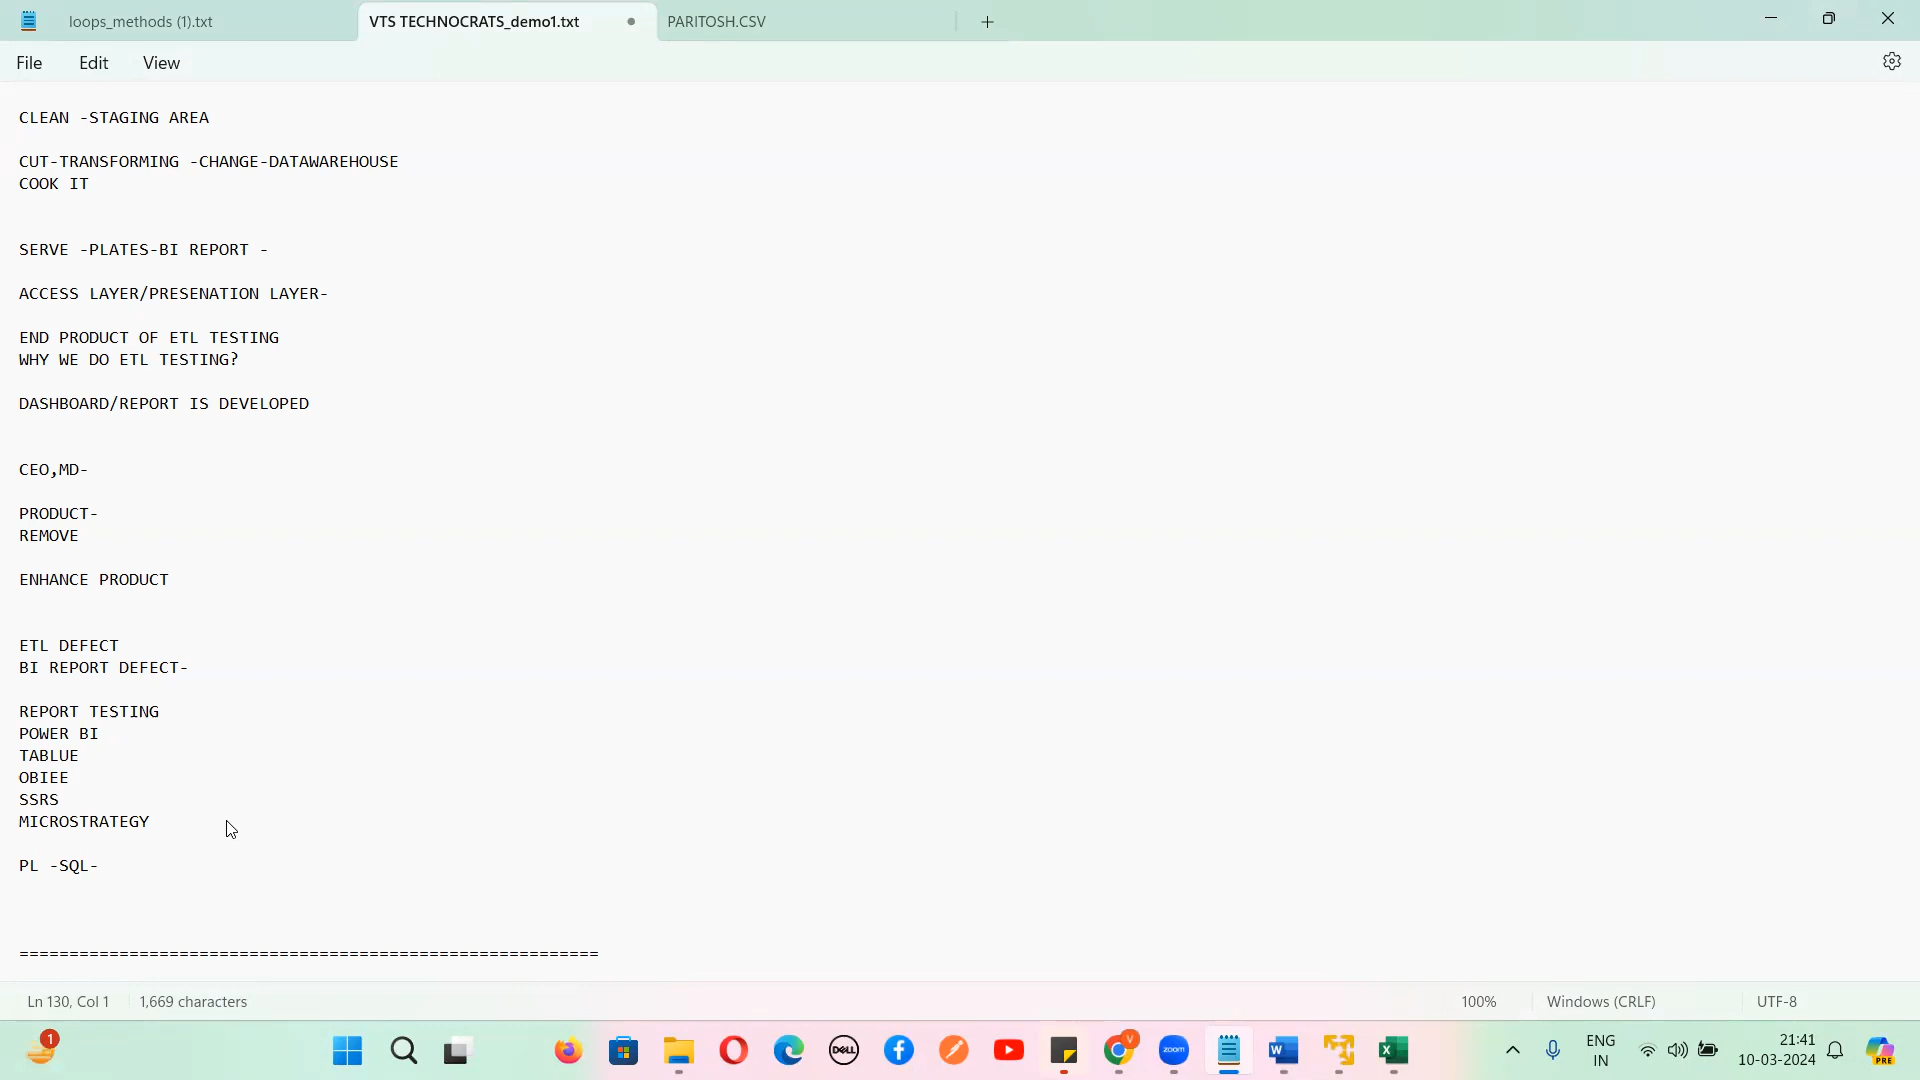 loops_methods (1).txt
VTS TECHNOCRATS_demo1.txt
PARITOSH.CSV
File Edit View
CLEAN -STAGING AREA
CUT-TRANSFORMING -CHANGE-DATAWAREHOUSE
COOK IT
SERVE -PLATES-BI REPORT -
ACCESS LAYER/PRESENATION LAYER-
END PRODUCT OF ETL TESTING
WHY WE DO ETL TESTING?
DASHBOARD/REPORT IS DEVELOPED
CEO,MD-
PRODUCT-
REMOVE
ENHANCE PRODUCT
ETL DEFECT
BI REPORT DEFECT-
REPORT TESTING
POWER BI
TABLUE
OBIEE
SSRS
MICROSTRATEGY
PL -SQL-
==========================================================
Ln 130, Col 1 1,669 characters 100% Windows (CRLF) UTF-8
1
DELL
V
zoom
W
X
ENG
IN
21:41
10-03-2024
PRE